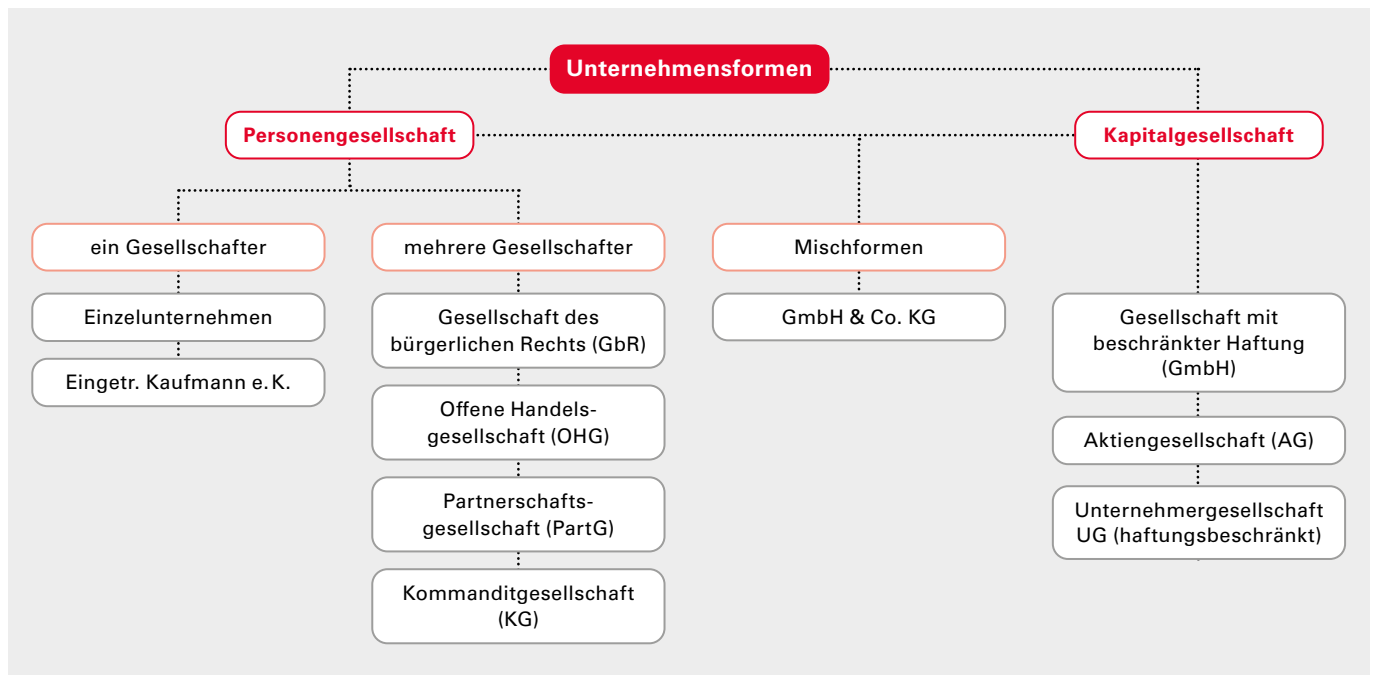 Unternehmensformen
Personengesellschaft
Kapitalgesellschaft
ein Gesellschafter
mehrere Gesellschafter
Mischformen
Einzelunternehmen
Eingetr. Kaufmann e. K.
Gesellschaft des
bürgerlichen Rechts (GbR)
Offene Handels-
gesellschaft (OHG)
Partnerschafts-
gesellschaft (PartG)
Kommanditgesellschaft
(KG)
GmbH & Co. KG
Gesellschaft mit
beschränkter Haftung
(GmbH)
Aktiengesellschaft (AG)
Unternehmergesellschaft
UG (haftungsbeschränkt)